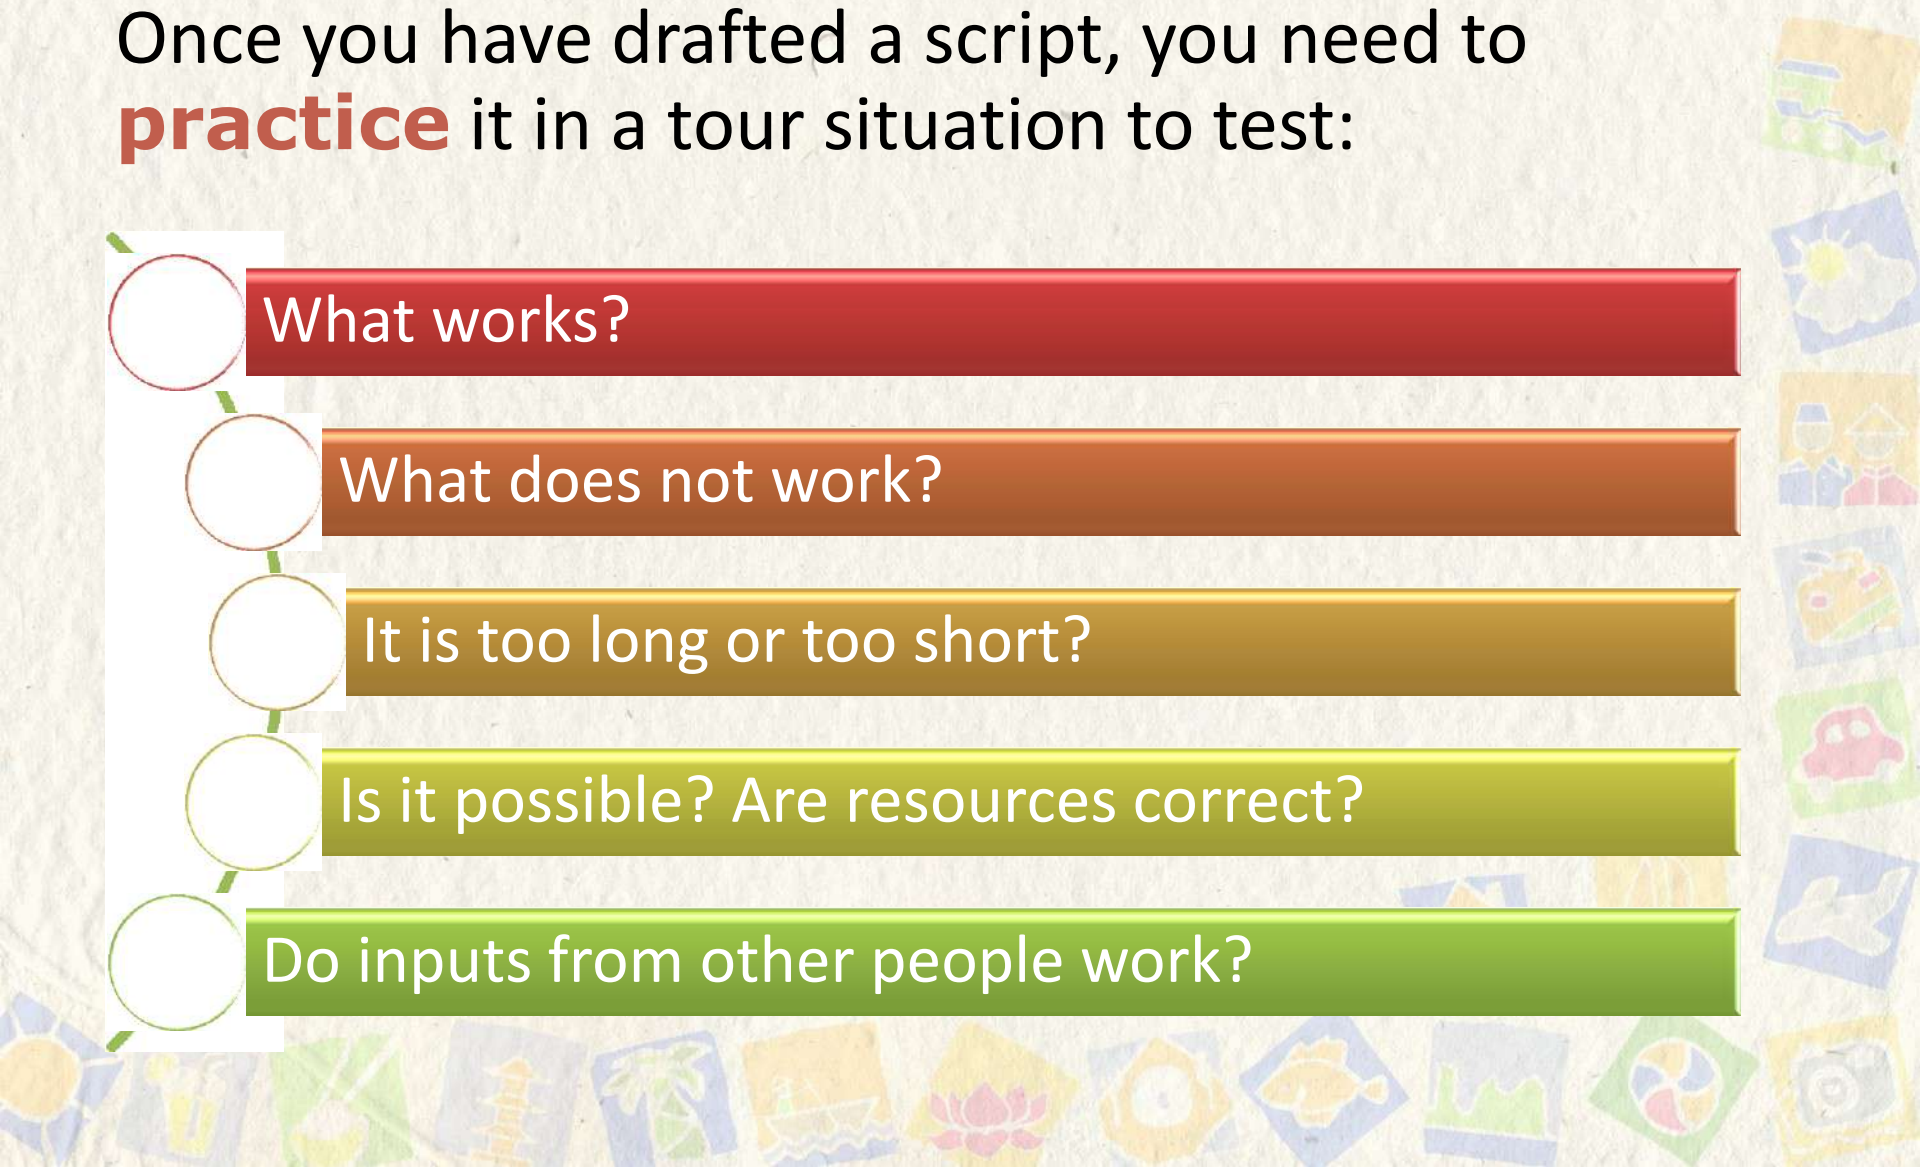 Once you have drafted a script, you need to
practice it in a tour situation to test:
What works?
What does not work?
It is too long or too short?
Is it possible? Are resources correct?
Do inputs from other people work?